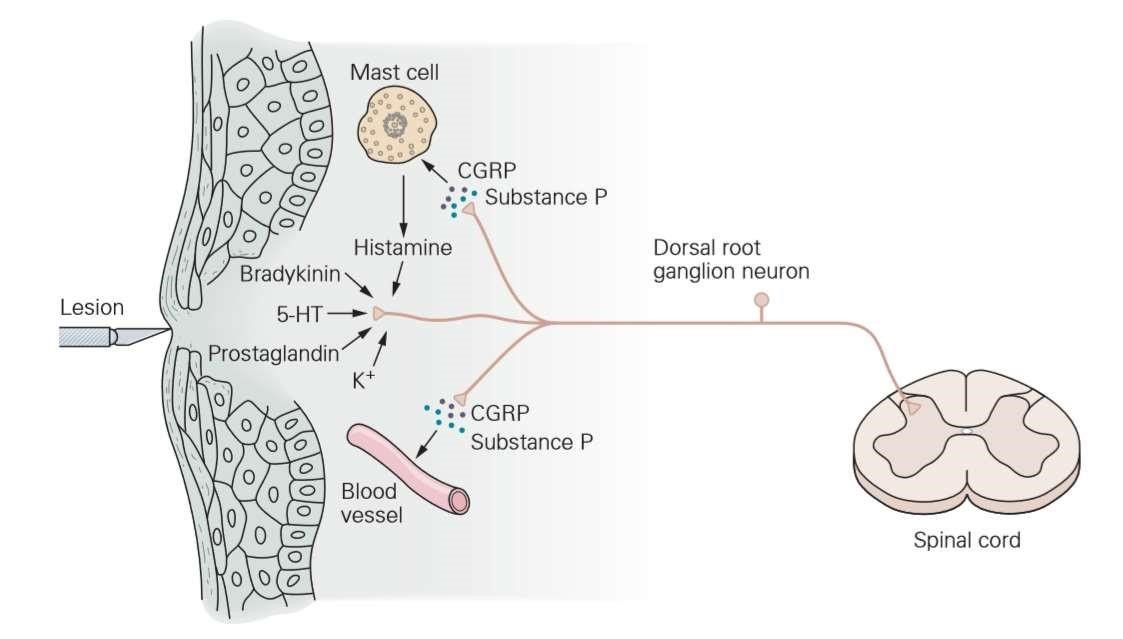 Mast cell
CGRP
Substance P
Histamine
Dorsal root
ganglion neuron
Bradykinin
Lesion
5-HT
Prostaglandin
K⁺
CGRP
Substance P
Blood
vessel
Spinal cord